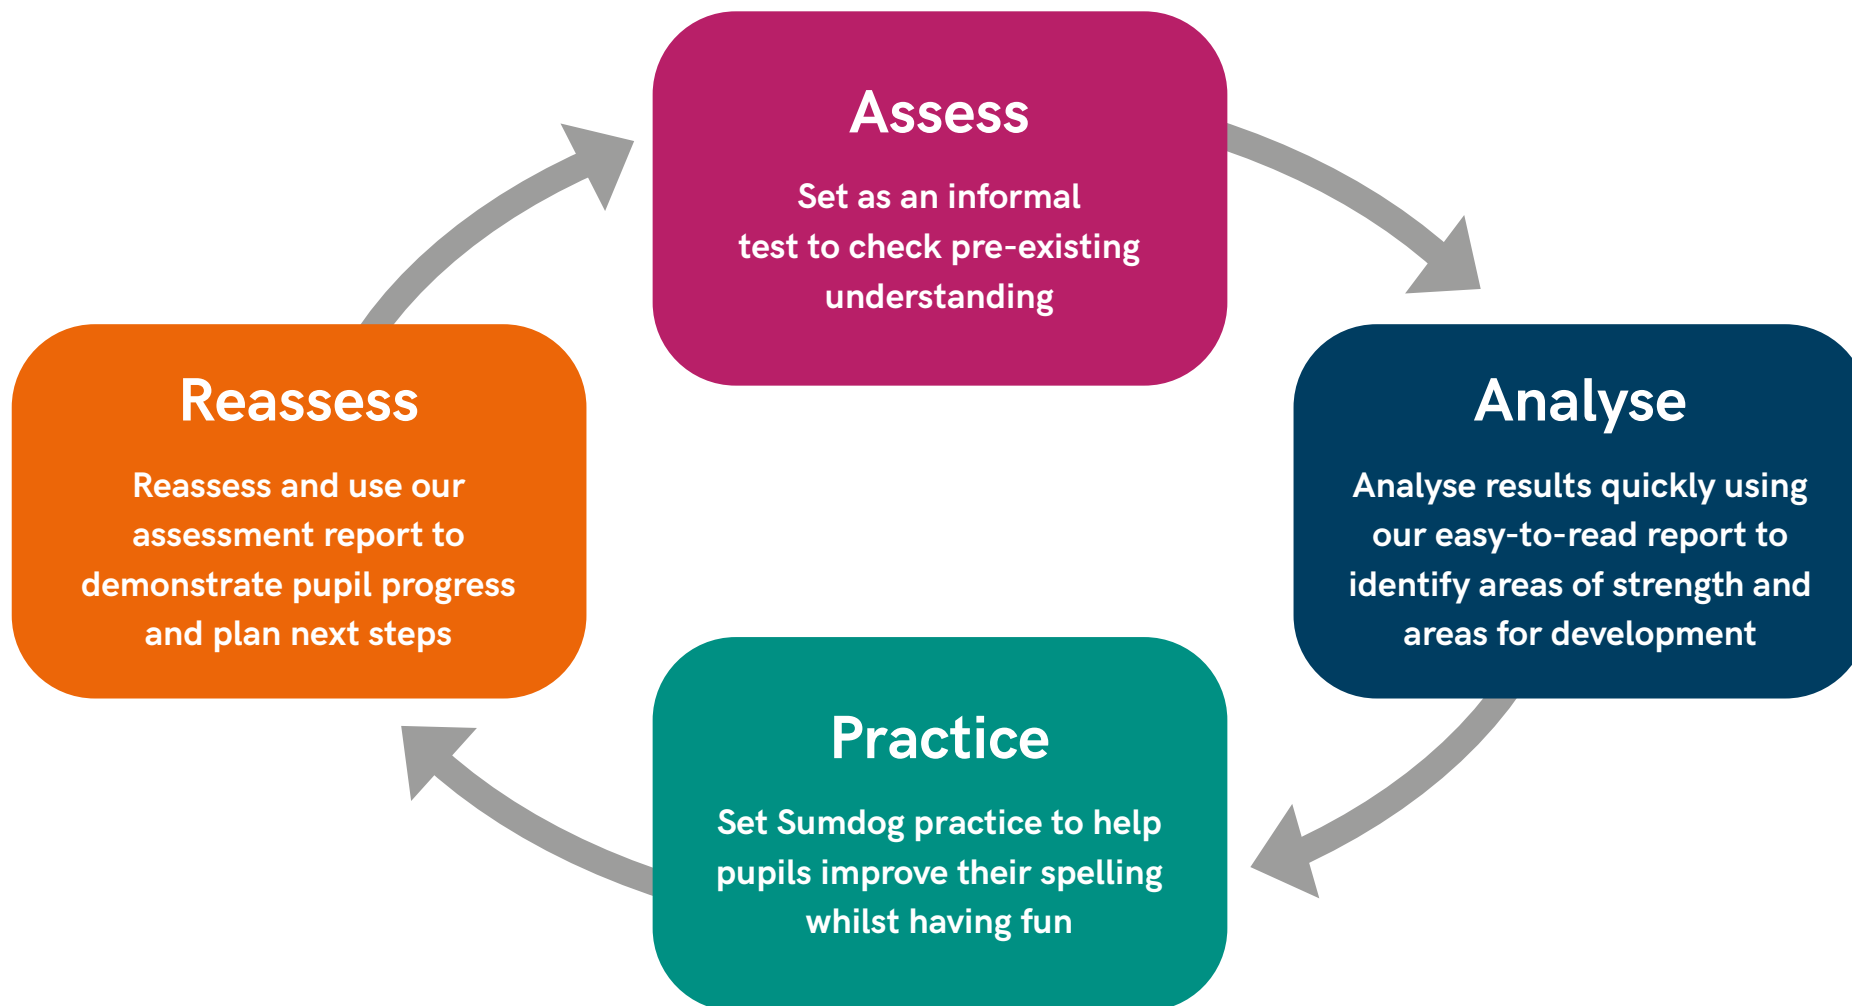 Assess
Set as an informal
test to check pre-existing
understanding
Analyse
Analyse results quickly using
our easy-to-read report to
identify areas of strength and
areas for development
Practice
Set Sumdog practice to help
pupils improve their spelling
whilst having fun
Reassess
Reassess and use our
assessment report to
demonstrate pupil progress
and plan next steps